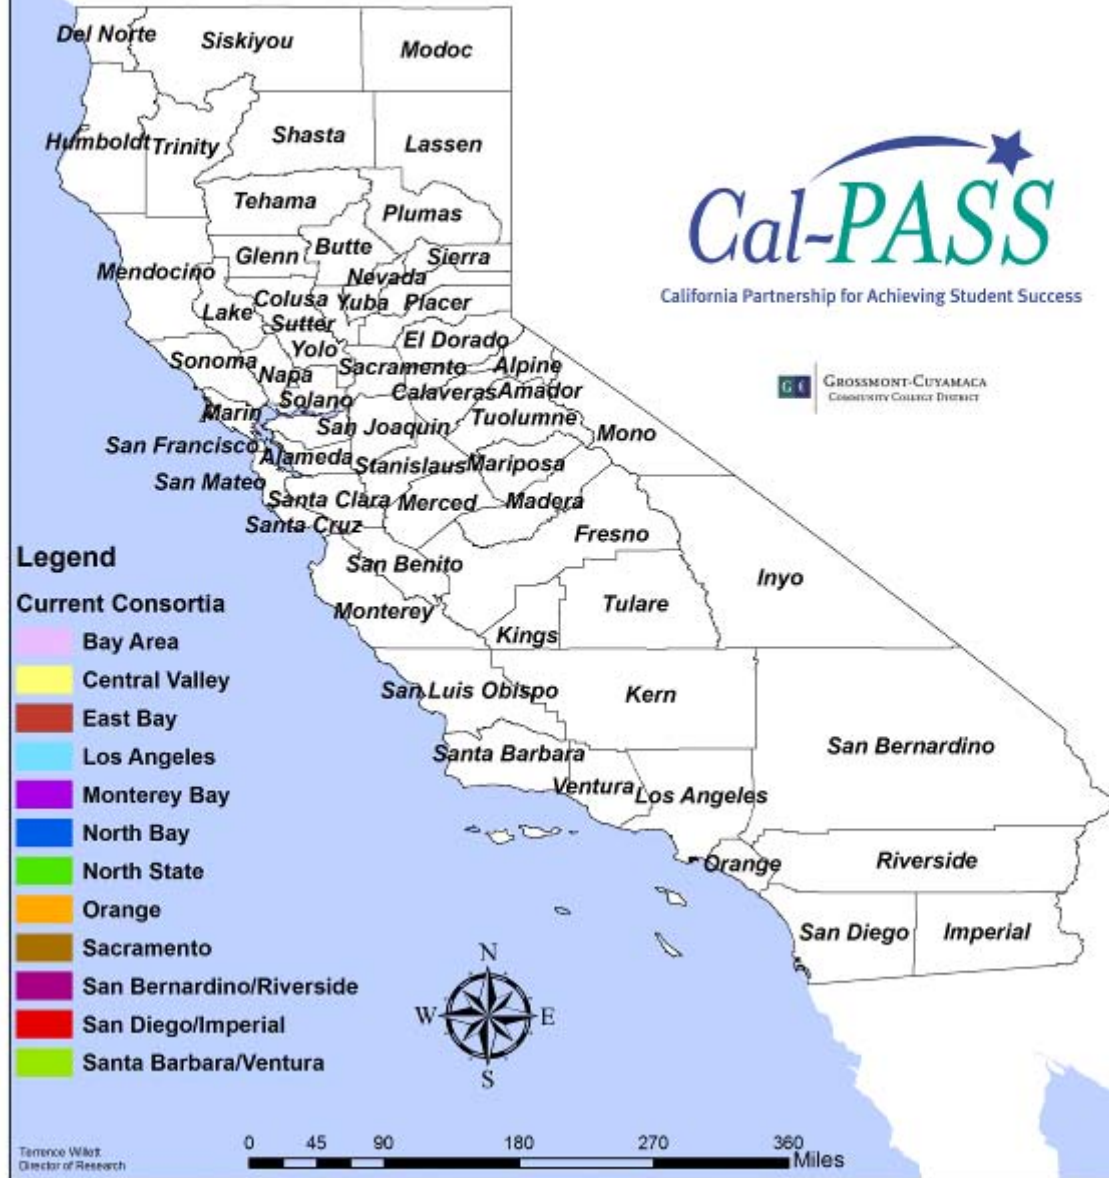 Del Norte
Siskiyou
Modoc
Humboldt
Trinity
Shasta
Lassen
Tehama
Plumas
Glenn
Butte
Sierra
Mendocino
Nevada
Colusa
Yuba
Placer
Lake
Sutter
El Dorado
Yolo
Sonoma
Sacramento
Alpine
Napa
Calaveras
Amador
Solano
Marin
Tuolumne
San Joaquin
Mono
San Francisco
Alameda
Stanislaus
Mariposa
San Mateo
Santa Clara
Merced
Madera
Santa Cruz
Fresno
San Benito
Inyo
Monterey
Tulare
Kings
San Luis Obispo
Kern
Santa Barbara
San Bernardino
Ventura
Los Angeles
Orange
Riverside
San Diego
Imperial
Cal-PASS
California Partnership for Achieving Student Success
GC
GROSSMONT-CUYAMACA
COMMUNITY COLLEGE DISTRICT
Legend
Current Consortia
Bay Area
Central Valley
East Bay
Los Angeles
Monterey Bay
North Bay
North State
Orange
Sacramento
San Bernardino/Riverside
San Diego/Imperial
Santa Barbara/Ventura
N
W E
S
0 45 90 180 270 360
Miles
Terrence Willett
Director of Research